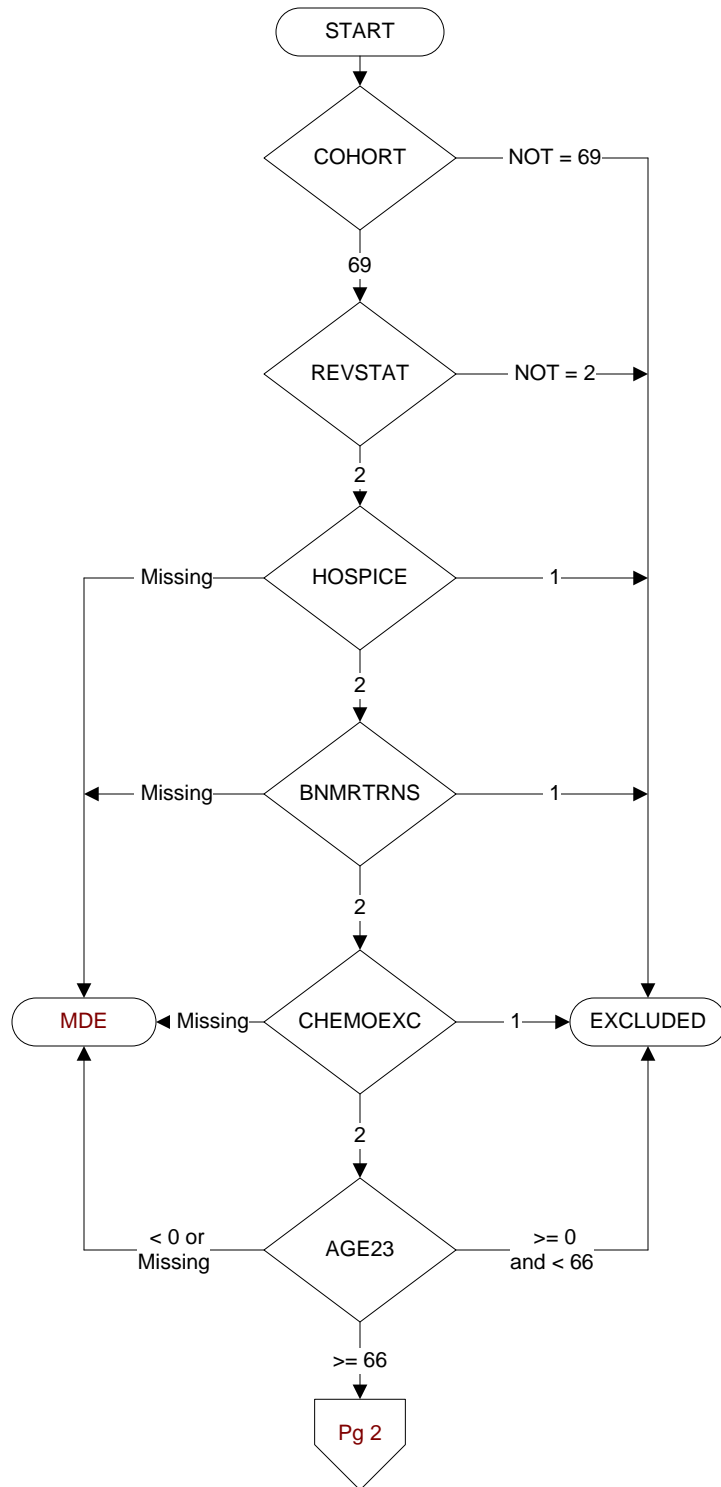 START
COHORT
NOT = 69
69
REVSTAT
NOT = 2
2
Missing
HOSPICE
1
2
Missing
BNMRTRNS
1
2
MDE
Missing
CHEMOEXC
1
EXCLUDED
2
< 0 or
Missing
AGE23
>= 0
and < 66
>= 66
Pg 2